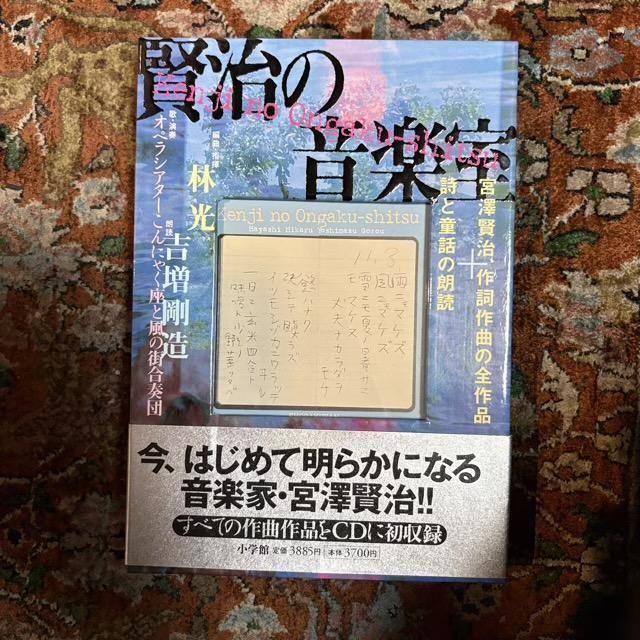 賢治の
音楽室
Kenji no Ongaku-shitsu
宮澤賢治、作詞作曲の全作品
+
詩と童話の朗読
編曲・指揮
林光
朗読
吉増剛造
歌・演奏
オペラシアターこんにゃく座と風の街合奏団
Kenji no Ongaku-shitsu
Hayashi Hikaru Yoshimasu Gozou
11.3
雨ニモマケズ
風ニモマケズ
雪ニモ夏ノ暑サニモ
マケヌ
丈夫ナカラダヲ
モチ
慾ハナク
決シテ瞋ラズ
イツモシヅカニワラッテ
ヰル
一日ニ玄米四合ト
味噌ト少シノ
野菜ヲタベ
今、はじめて明らかになる
音楽家・宮澤賢治!!
すべての作曲作品をCDに初収録
小学館 定価 3885円 本体 3700円